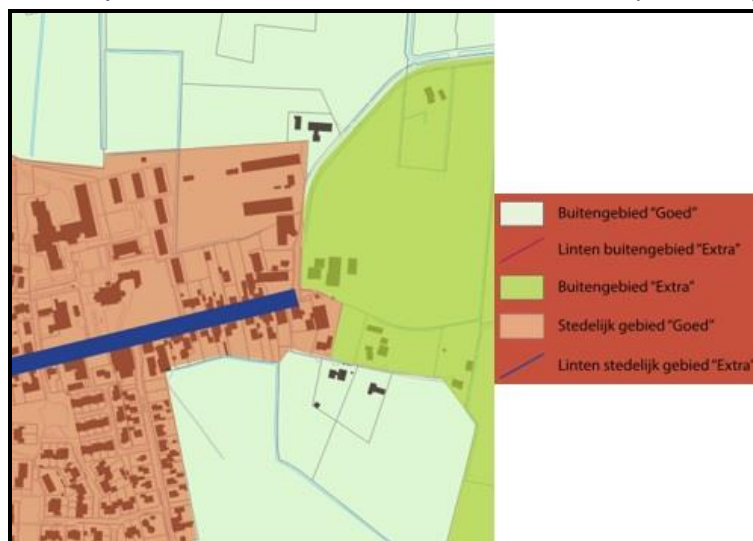 Buitengebied "Goed"
Linten buitengebied "Extra"
Buitengebied "Extra"
Stedelijk gebied "Goed"
Linten stedelijk gebied "Extra"